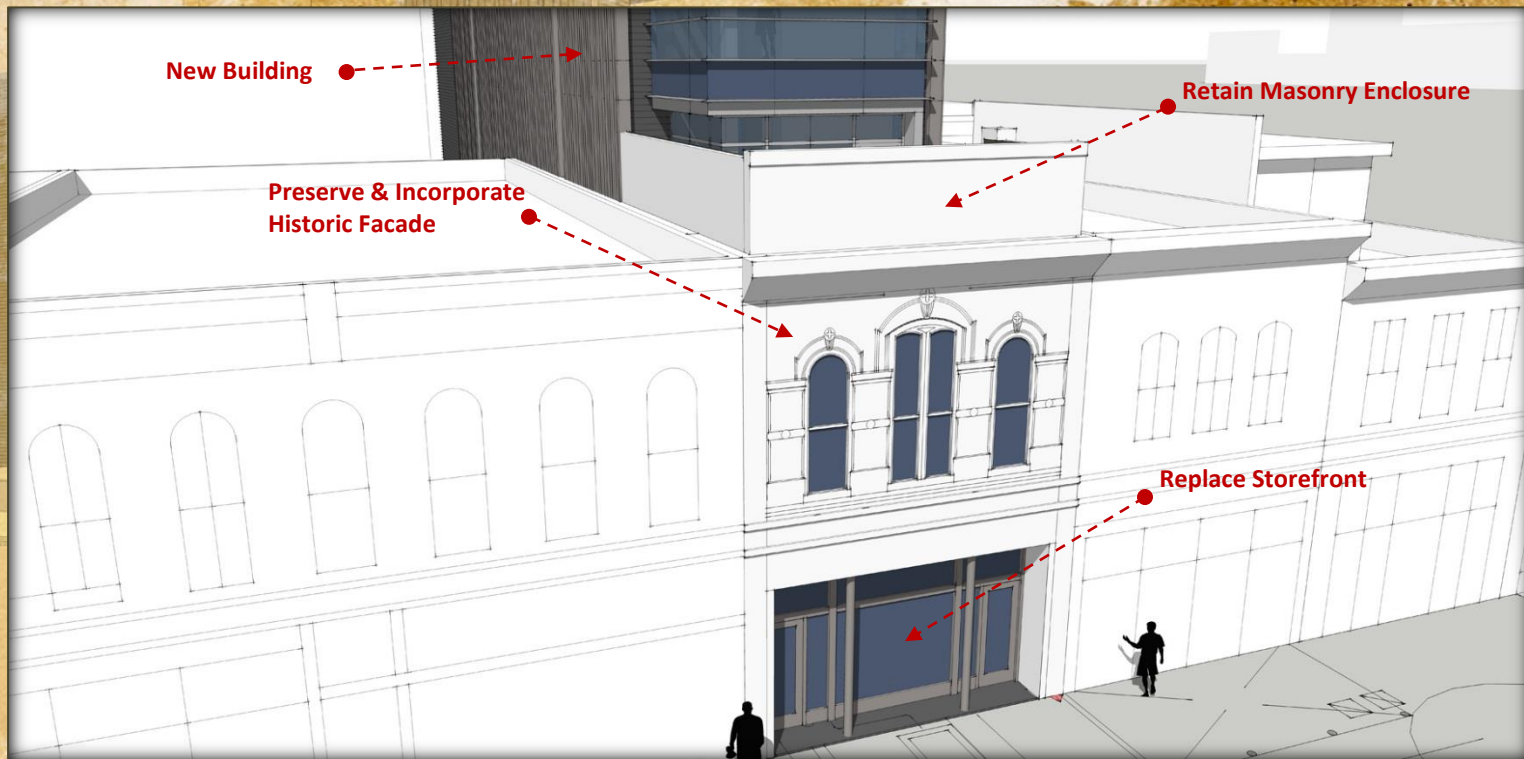 New Building
Retain Masonry Enclosure
Preserve & Incorporate
Historic Facade
Replace Storefront